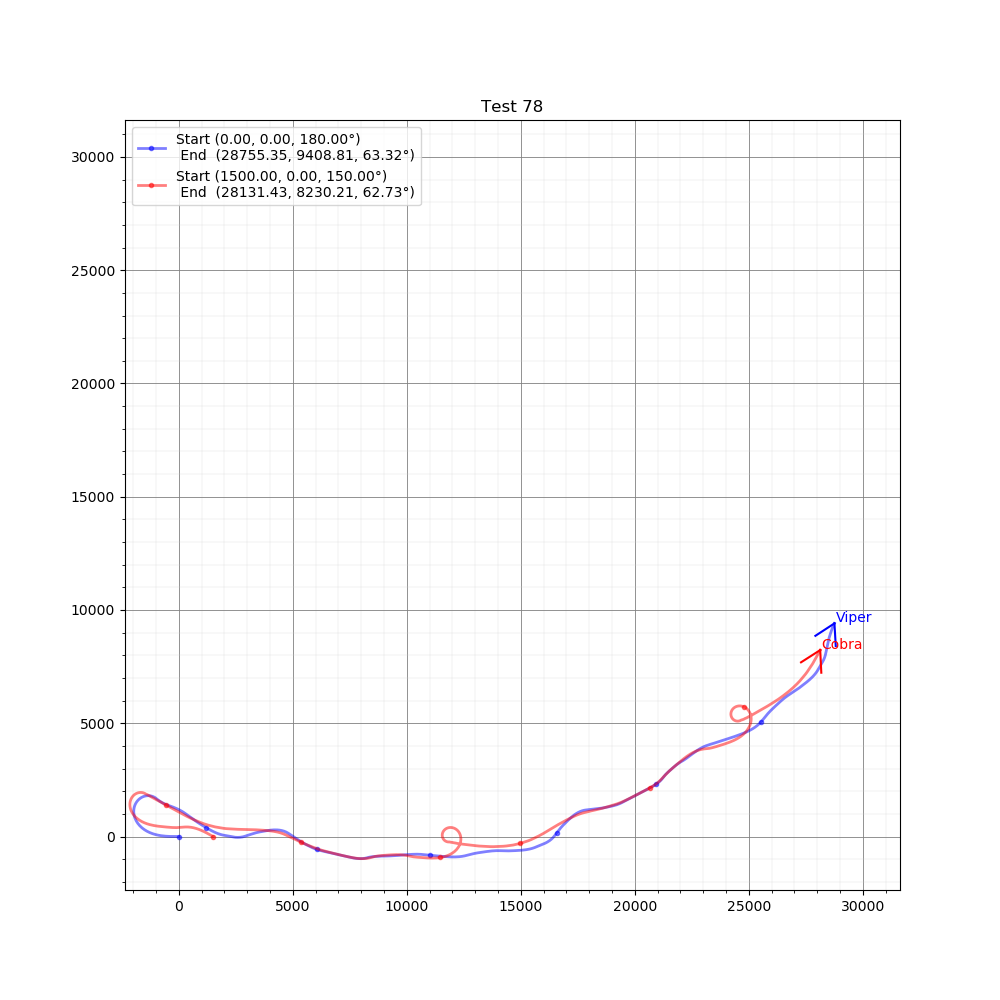 Test 78
Start (0.00, 0.00, 180.00°)
End (28755.35, 9408.81, 63.32°)
Start (1500.00, 0.00, 150.00°)
End (28131.43, 8230.21, 62.73°)
30000
25000
20000
15000
10000
5000
0
Viper
Cobra
0 5000 10000 15000 20000 25000 30000